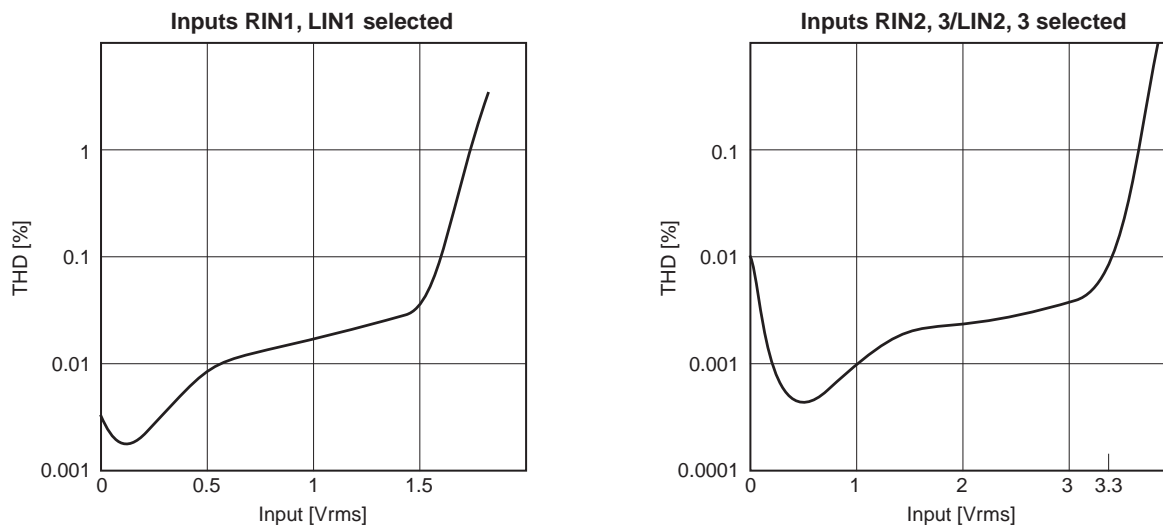 Inputs RIN1, LIN1 selected
1
0.1
0.01
0.001
THD [%]
0 0.5 1 1.5
Input [Vrms]
Inputs RIN2, 3/LIN2, 3 selected
0.1
0.01
0.001
0.0001
THD [%]
0 1 2 3 3.3
Input [Vrms]